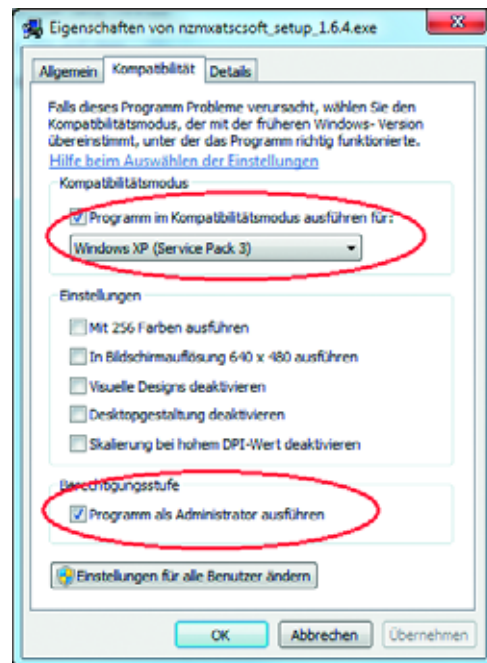 Eigenschaften von nzmxatscsoft_setup_1.6.4.exe
Allgemein Kompatibilität Details
Falls dieses Programm Probleme verursacht, wählen Sie den
Kompatibilitätsmodus, der mit der früheren Windows-Version
übereinstimmt, unter der das Programm richtig funktionierte.
Hilfe beim Auswählen der Einstellungen
Kompatibilitätsmodus
Programm im Kompatibilitätsmodus ausführen für:
Windows XP (Service Pack 3)
Einstellungen
Mit 256 Farben ausführen
In Bildschirmauflösung 640 x 480 ausführen
Visuelle Designs deaktivieren
Desktopgestaltung deaktivieren
Skalierung bei hohem DPI-Wert deaktivieren
Berechtigungsstufe
Programm als Administrator ausführen
Einstellungen für alle Benutzer ändern
OK Abbrechen Übernehmen